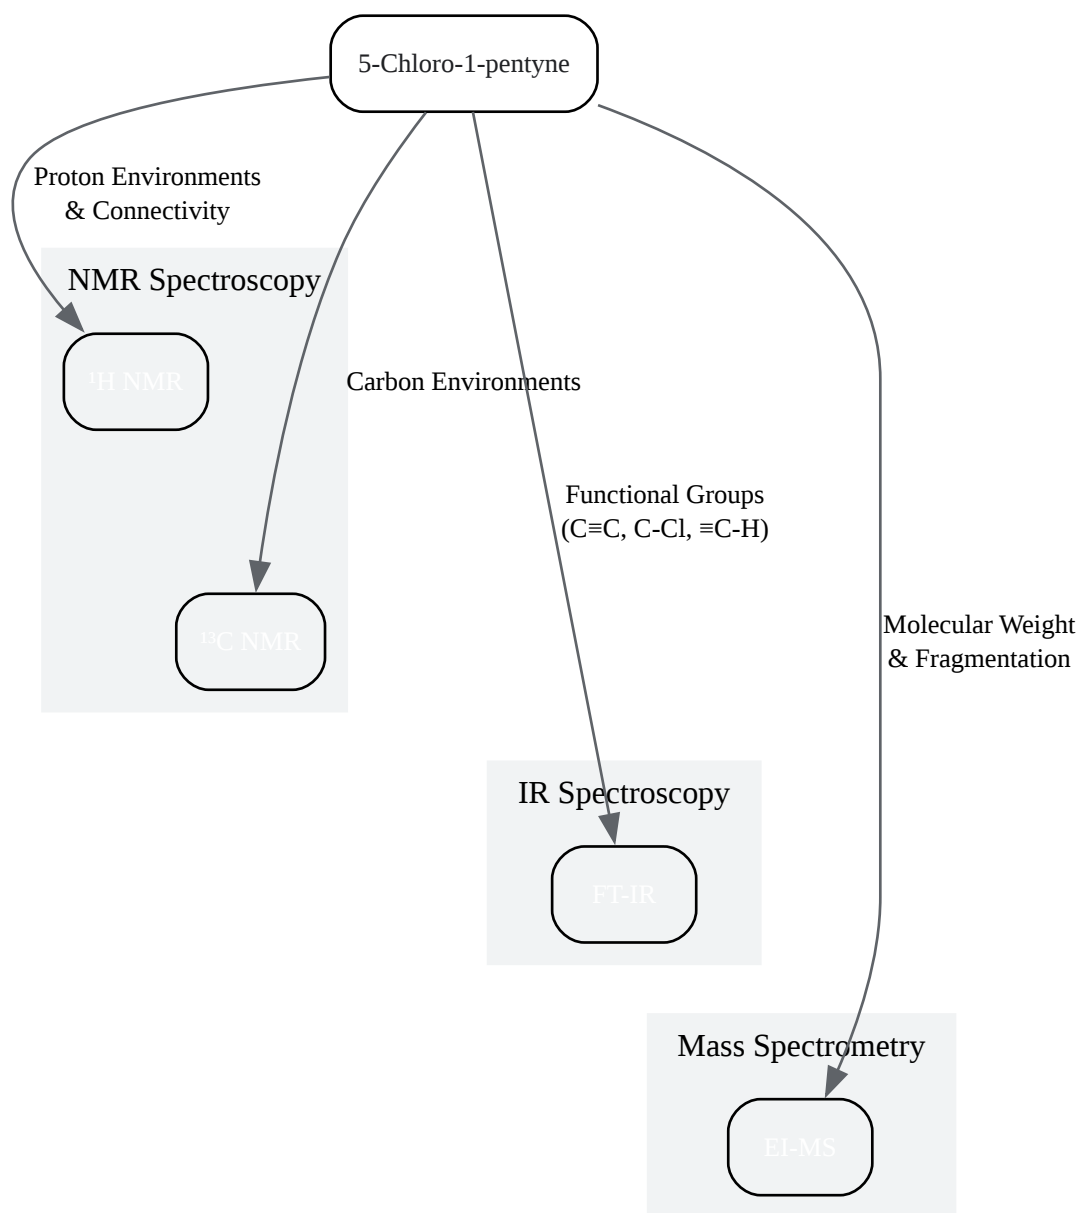 5-Chloro-1-pentyne
Proton Environments
& Connectivity
NMR Spectroscopy
¹H NMR
Carbon Environments
Functional Groups
(C≡C, C-Cl, ≡C-H)
Molecular Weight
& Fragmentation
¹³C NMR
IR Spectroscopy
FT-IR
Mass Spectrometry
EI-MS